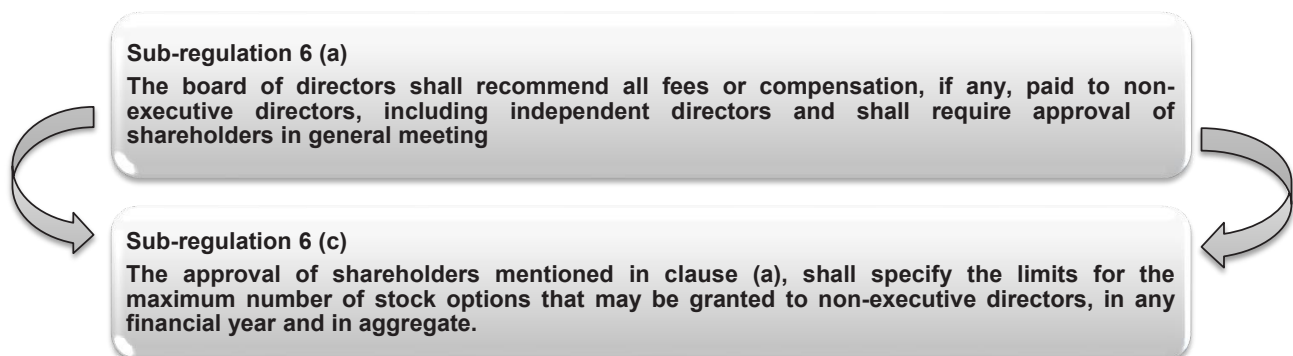 Sub-regulation 6 (a)
The board of directors shall recommend all fees or compensation, if any, paid to non-
executive directors, including independent directors and shall require approval of
shareholders in general meeting
Sub-regulation 6 (c)
The approval of shareholders mentioned in clause (a), shall specify the limits for the
maximum number of stock options that may be granted to non-executive directors, in any
financial year and in aggregate.